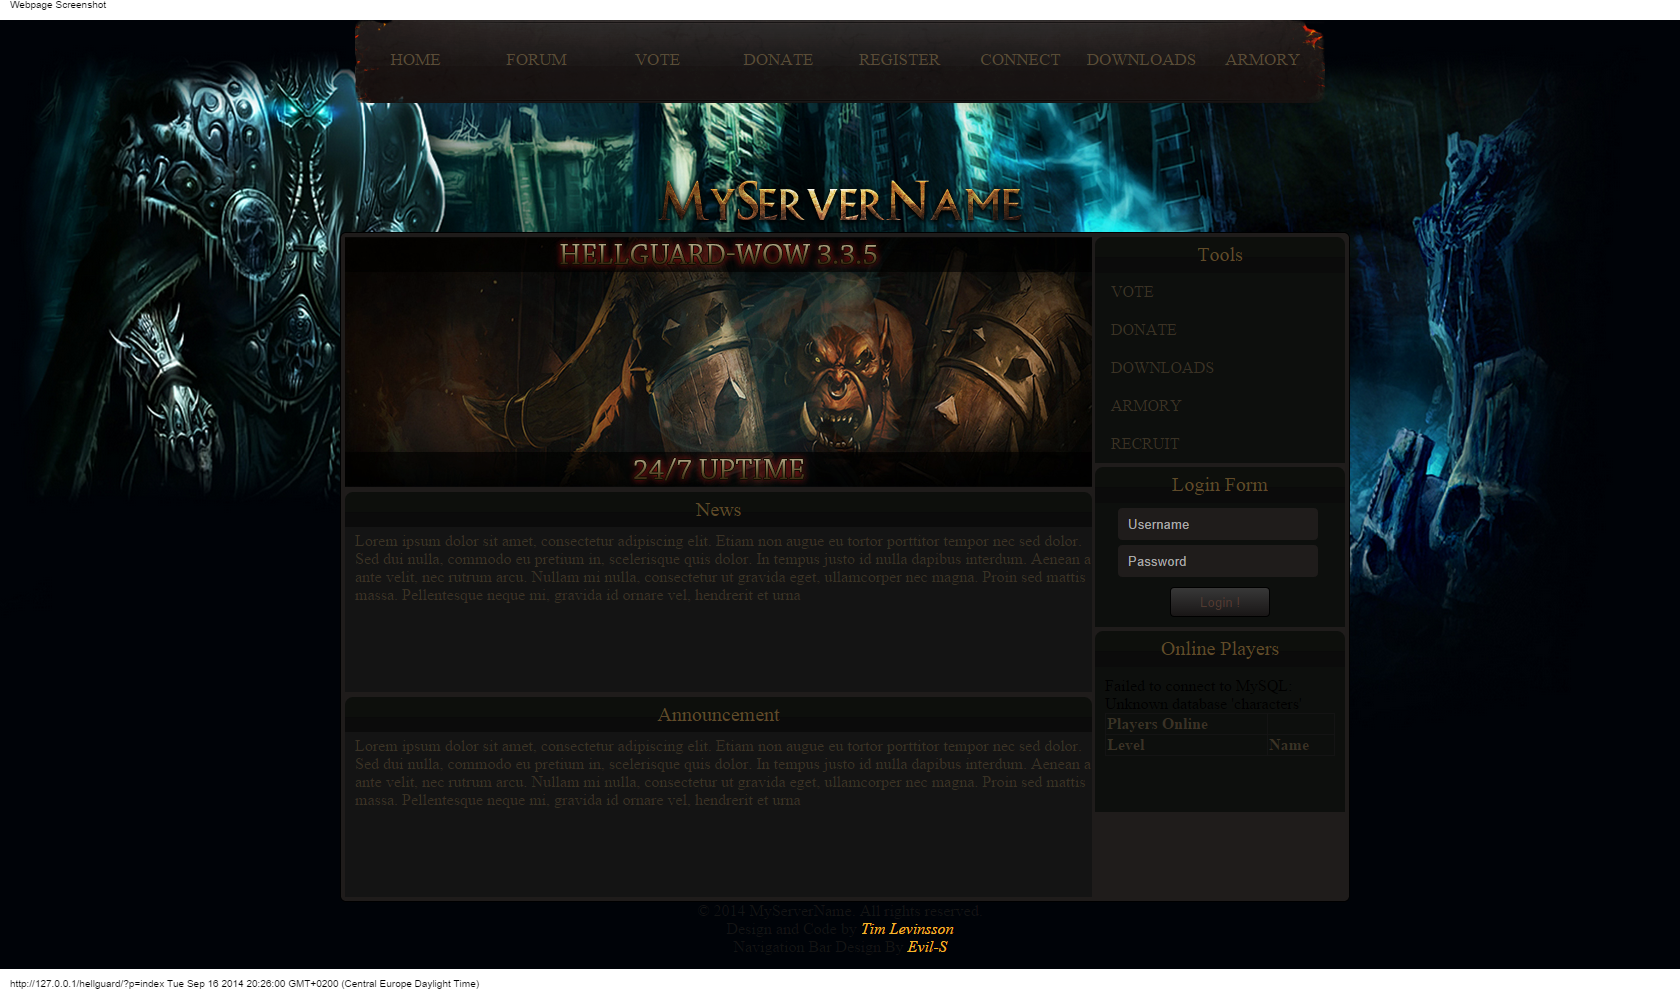 Webpage Screenshot
HOME FORUM VOTE DONATE REGISTER CONNECT DOWNLOADS ARMORY
MyServerName
HELLGUARD-WOW 3.3.5
24/7 UPTIME
News
Lorem ipsum dolor sit amet, consectetur adipiscing elit. Etiam non augue eu tortor porttitor tempor nec sed dolor.
Sed dui nulla, commodo eu pretium in, scelerisque quis dolor. In tempus justo id nulla dapibus interdum. Aenean a
ante velit, nec rutrum arcu. Nullam mi nulla, consectetur ut gravida eget, ullamcorper nec magna. Proin sed mattis
massa. Pellentesque neque mi, gravida id ornare vel, hendrerit et urna
Announcement
Lorem ipsum dolor sit amet, consectetur adipiscing elit. Etiam non augue eu tortor porttitor tempor nec sed dolor.
Sed dui nulla, commodo eu pretium in, scelerisque quis dolor. In tempus justo id nulla dapibus interdum. Aenean a
ante velit, nec rutrum arcu. Nullam mi nulla, consectetur ut gravida eget, ullamcorper nec magna. Proin sed mattis
massa. Pellentesque neque mi, gravida id ornare vel, hendrerit et urna
Tools
VOTE
DONATE
DOWNLOADS
ARMORY
RECRUIT
Login Form
Username
Password
Login !
Online Players
Failed to connect to MySQL
Unknown database 'characters'
Players Online
Level Name
© 2014 MyServerName. All rights reserved.
Design and Code by Tim Levinsson
Navigation Bar Design By Evil-S
http://127.0.0.1/hellguard/?p=index Tue Sep 16 2014 20:26:00 GMT+0200 (Central Europe Daylight Time)